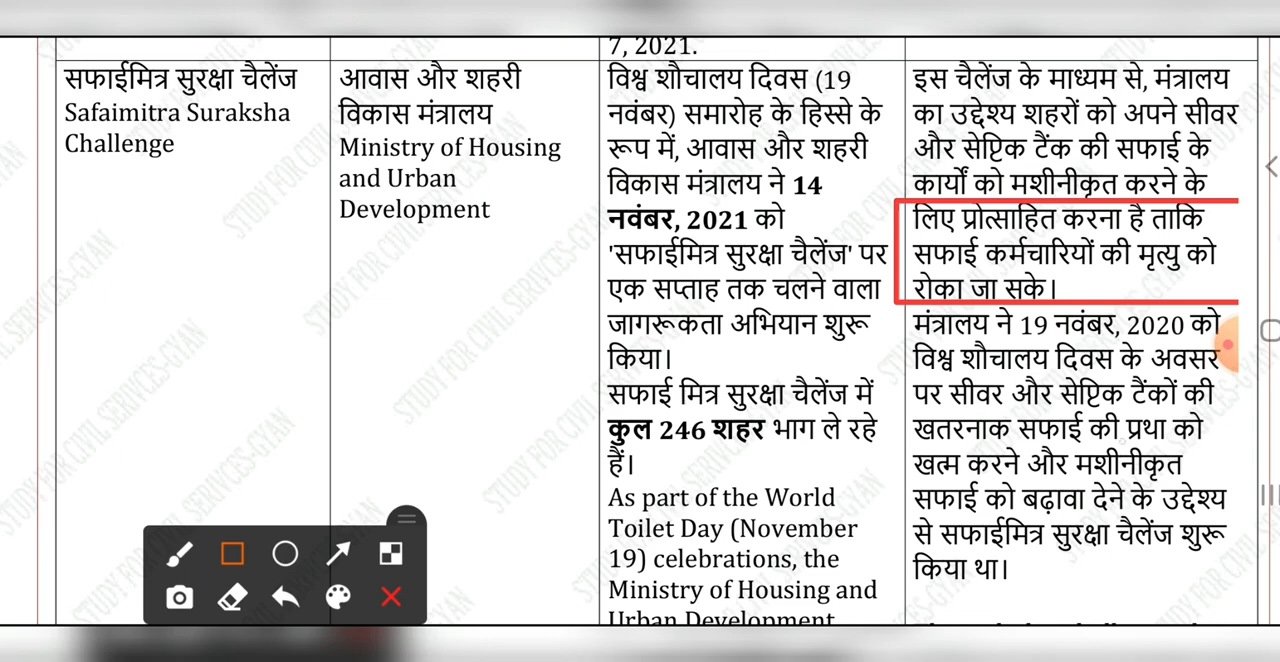 7, 2021.
सफाईमित्र सुरक्षा चैलेंज
Safaimitra Suraksha
Challenge
आवास और शहरी
विकास मंत्रालय
Ministry of Housing
and Urban
Development
विश्व शौचालय दिवस (19
नवंबर) समारोह के हिस्से के
रूप में, आवास और शहरी
विकास मंत्रालय ने 14
नवंबर, 2021 को
'सफाईमित्र सुरक्षा चैलेंज' पर
एक सप्ताह तक चलने वाला
जागरूकता अभियान शुरू
किया।
सफाई मित्र सुरक्षा चैलेंज में
कुल 246 शहर भाग ले रहे
हैं।
As part of the World
Toilet Day (November
19) celebrations, the
Ministry of Housing and
Urban Development
इस चैलेंज के माध्यम से, मंत्रालय
का उद्देश्य शहरों को अपने सीवर
और सेप्टिक टैंक की सफाई के
कार्यों को मशीनीकृत करने के
लिए प्रोत्साहित करना है ताकि
सफाई कर्मचारियों की मृत्यु को
रोका जा सके।
मंत्रालय ने 19 नवंबर, 2020 को
विश्व शौचालय दिवस के अवसर
पर सीवर और सेप्टिक टैंकों की
खतरनाक सफाई की प्रथा को
खत्म करने और मशीनीकृत
सफाई को बढ़ावा देने के उद्देश्य
से सफाईमित्र सुरक्षा चैलेंज शुरू
किया था।
STUDY FOR CIVIL SERIVCES-GYAN